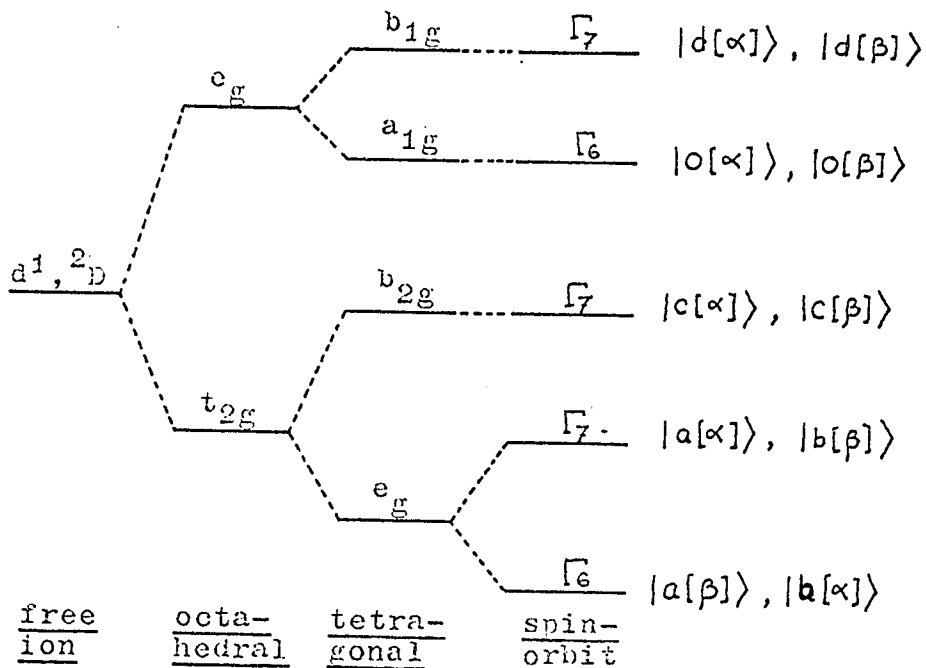 b₁g Γ₇ |d[α]⟩, |d[β]⟩
eg
a₁g Γ₆ |o[α]⟩, |o[β]⟩
d¹, ²D
b₂g Γ₇ |c[α]⟩, |c[β]⟩
t₂g
Γ₇ |a[α]⟩, |b[β]⟩
eg
Γ₆ |a[β]⟩, |b[α]⟩
free octa- tetra- spin-
ion hedral gonal orbit